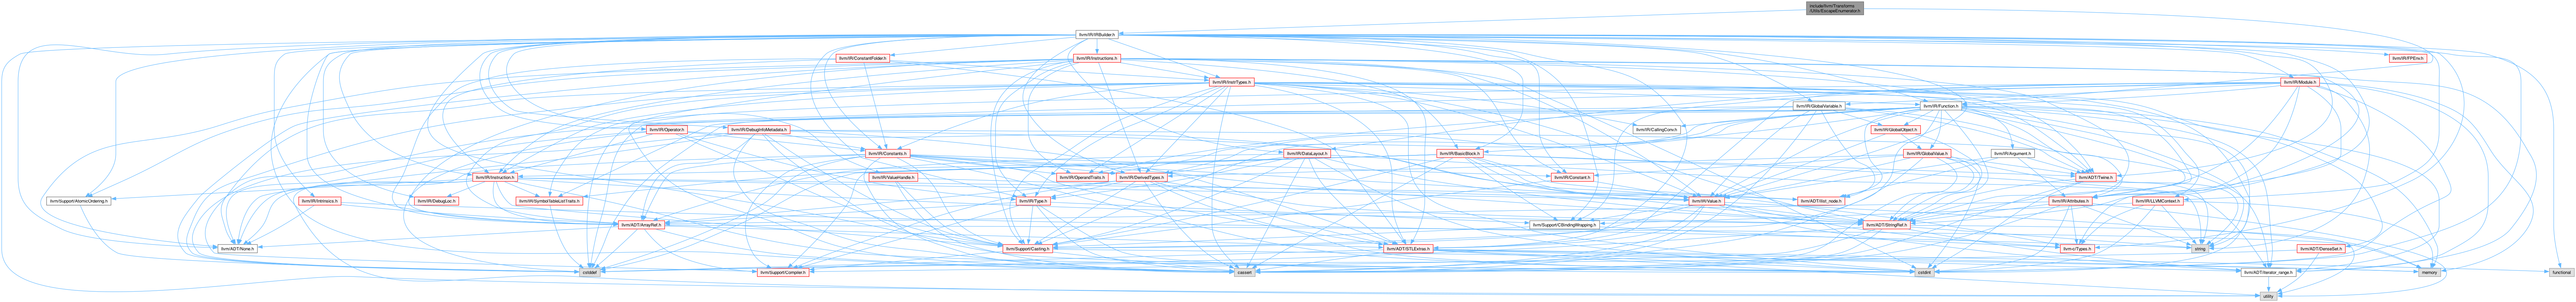 include/llvm/Transforms
/Utils/EscapeEnumerator.h
llvm/IR/IRBuilder.h
llvm/IR/ConstantFolder.h
llvm/IR/Instructions.h
llvm/IR/FPEnv.h
llvm/IR/InstrTypes.h
llvm/IR/Module.h
llvm/IR/GlobalVariable.h
llvm/IR/Function.h
llvm/IR/Operator.h
llvm/IR/DebugInfoMetadata.h
llvm/IR/CallingConv.h
llvm/IR/GlobalObject.h
llvm/IR/Constants.h
llvm/IR/DataLayout.h
llvm/IR/BasicBlock.h
llvm/IR/GlobalValue.h
llvm/IR/Argument.h
llvm/IR/Instruction.h
llvm/IR/ValueHandle.h
llvm/IR/OperandTraits.h
llvm/IR/DerivedTypes.h
llvm/IR/Constant.h
llvm/ADT/Twine.h
llvm/Support/AtomicOrdering.h
llvm/IR/Intrinsics.h
llvm/IR/DebugLoc.h
llvm/IR/SymbolTableListTraits.h
llvm/IR/Type.h
llvm/IR/Value.h
llvm/ADT/ilist_node.h
llvm/IR/Attributes.h
llvm/IR/LLVMContext.h
llvm/ADT/ArrayRef.h
llvm/Support/CBindingWrapping.h
llvm/ADT/StringRef.h
llvm/ADT/None.h
llvm/Support/Casting.h
llvm/ADT/STLExtras.h
llvm-c/Types.h
string
llvm/ADT/DenseSet.h
cstddef
llvm/Support/Compiler.h
cassert
cstdint
llvm/ADT/iterator_range.h
memory
functional
utility